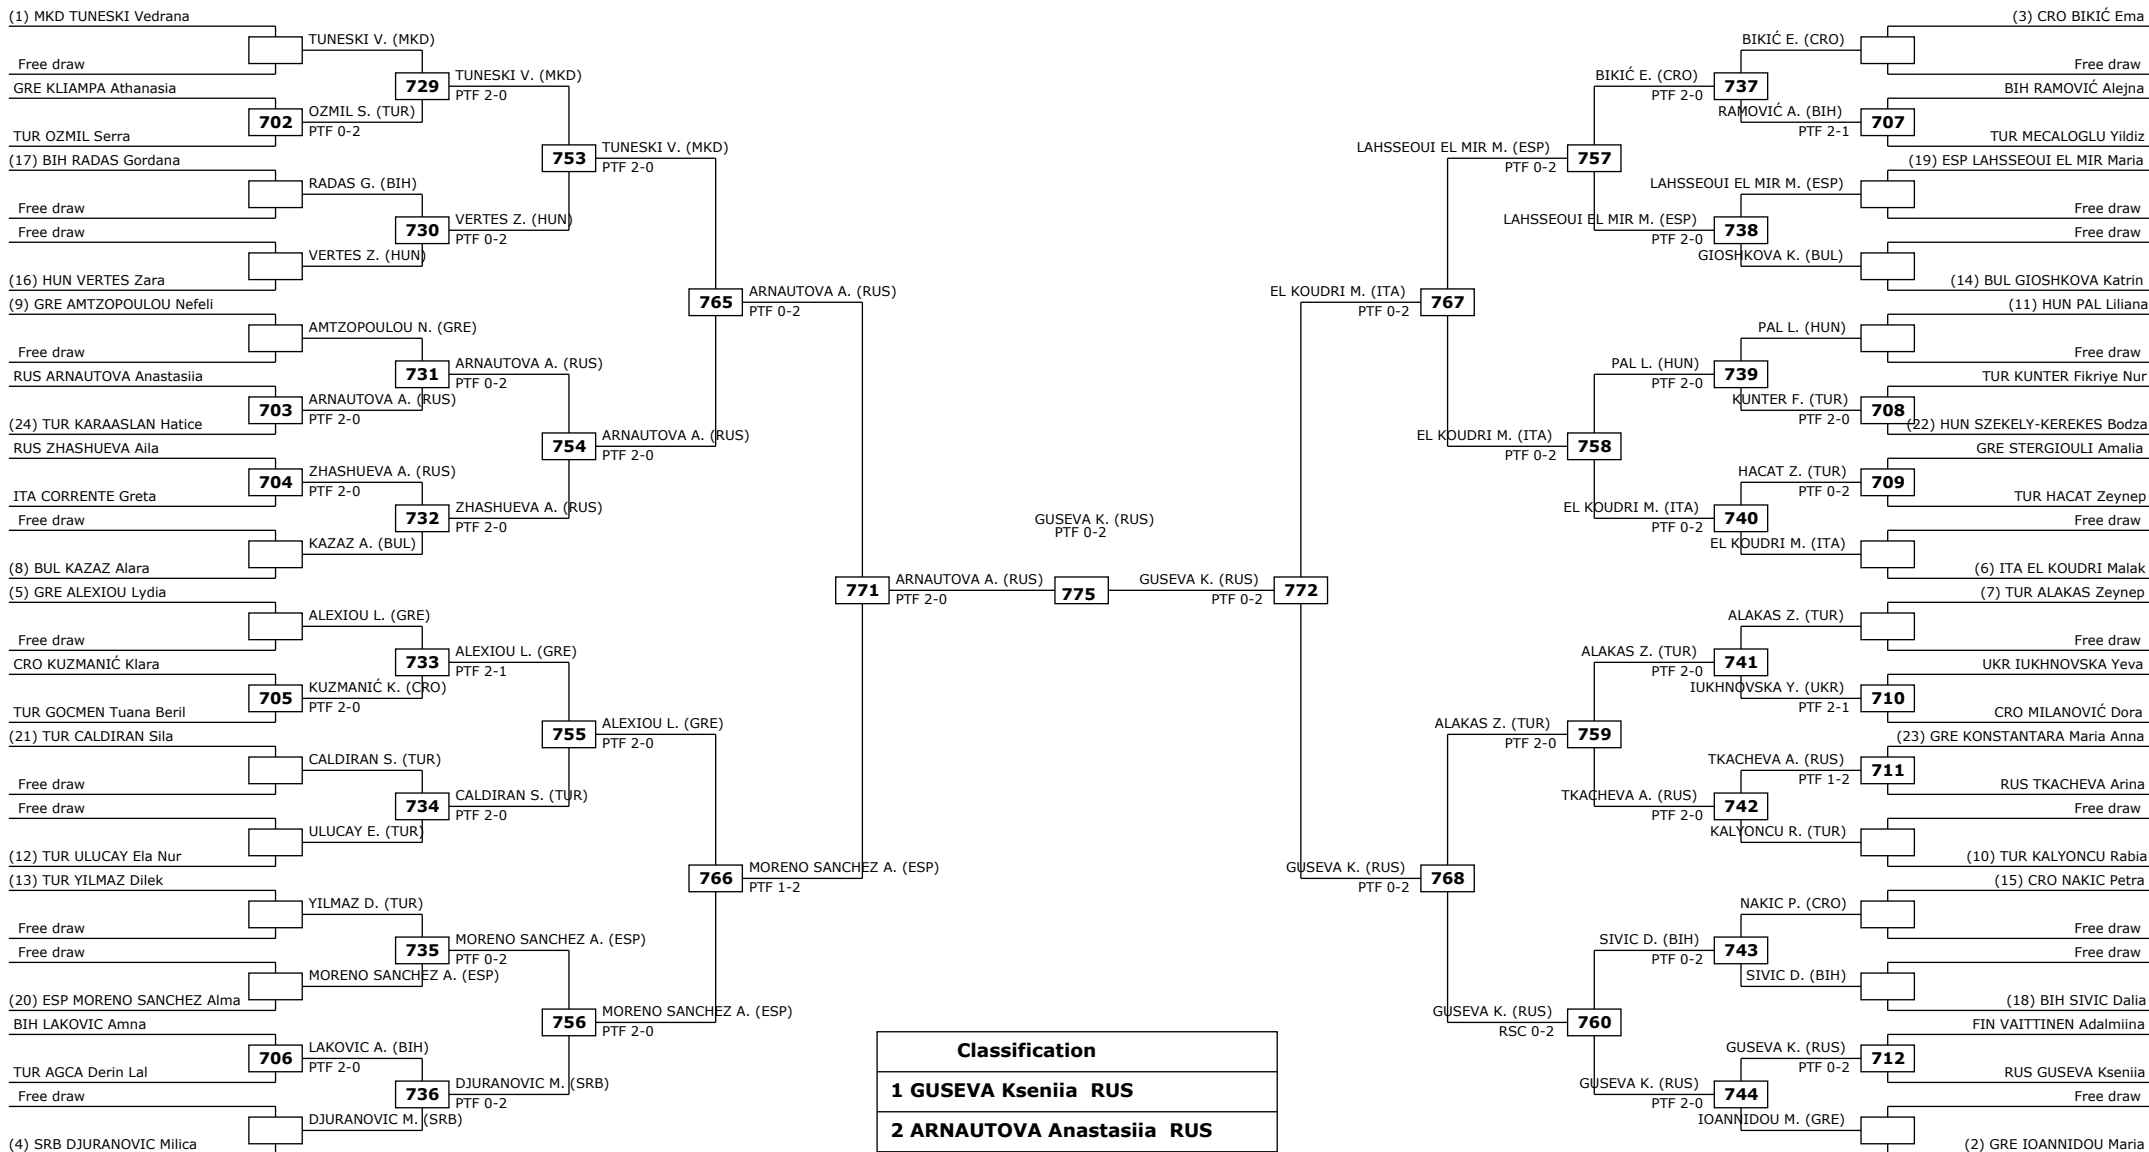 (1) MKD TUNESKI Vedrana
Free draw
GRE KLIAMPA Athanasia
TUR OZMIL Serra
(17) BIH RADAS Gordana
Free draw
Free draw
(16) HUN VERTES Zara
(9) GRE AMTZOPOULOU Nefeli
Free draw
RUS ARNAUTOVA Anastasiia
(24) TUR KARAASLAN Hatice
RUS ZHASHUEVA Aila
ITA CORRENTE Greta
Free draw
(8) BUL KAZAZ Alara
(5) GRE ALEXIOU Lydia
Free draw
CRO KUZMANIĆ Klara
TUR GOCMEN Tuana Beril
(21) TUR CALDIRAN Sila
Free draw
Free draw
(12) TUR ULUCAY Ela Nur
(13) TUR YILMAZ Dilek
Free draw
Free draw
(20) ESP MORENO SANCHEZ Alma
BIH LAKOVIC Amna
TUR AGCA Derin Lal
Free draw
(4) SRB DJURANOVIC Milica
TUNESKI V. (MKD)
702
OZMIL S. (TUR)
PTF 0-2
RADAS G. (BIH)
VERTES Z. (HUN)
AMTZOPOULOU N. (GRE)
703
ARNAUTOVA A. (RUS)
PTF 2-0
704
ZHASHUEVA A. (RUS)
PTF 2-0
KAZAZ A. (BUL)
ALEXIOU L. (GRE)
705
KUZMANIĆ K. (CRO)
PTF 2-0
CALDIRAN S. (TUR)
ULUCAY E. (TUR)
YILMAZ D. (TUR)
MORENO SANCHEZ A. (ESP)
706
LAKOVIC A. (BIH)
PTF 2-0
DJURANOVIC M. (SRB)
729
TUNESKI V. (MKD)
PTF 2-0
730
VERTES Z. (HUN)
PTF 0-2
731
ARNAUTOVA A. (RUS)
PTF 0-2
732
ZHASHUEVA A. (RUS)
PTF 2-0
733
ALEXIOU L. (GRE)
PTF 2-1
734
CALDIRAN S. (TUR)
PTF 2-0
735
MORENO SANCHEZ A. (ESP)
PTF 0-2
736
DJURANOVIC M. (SRB)
PTF 0-2
753
TUNESKI V. (MKD)
PTF 2-0
754
ARNAUTOVA A. (RUS)
PTF 2-0
755
ALEXIOU L. (GRE)
PTF 2-0
756
MORENO SANCHEZ A. (ESP)
PTF 2-0
765
ARNAUTOVA A. (RUS)
PTF 0-2
766
MORENO SANCHEZ A. (ESP)
PTF 1-2
771
ARNAUTOVA A. (RUS)
PTF 2-0
GUSEVA K. (RUS)
PTF 0-2
775
GUSEVA K. (RUS)
PTF 0-2
772
EL KOUDRI M. (ITA)
PTF 0-2
767
GUSEVA K. (RUS)
PTF 0-2
768
LAHSSEOUI EL MIR M. (ESP)
PTF 0-2
757
EL KOUDRI M. (ITA)
PTF 0-2
758
ALAKAS Z. (TUR)
PTF 2-0
759
GUSEVA K. (RUS)
RSC 0-2
760
BIKIĆ E. (CRO)
PTF 2-0
737
LAHSSEOUI EL MIR M. (ESP)
PTF 2-0
738
PAL L. (HUN)
PTF 2-0
739
EL KOUDRI M. (ITA)
PTF 0-2
740
ALAKAS Z. (TUR)
PTF 2-0
741
TKACHEVA A. (RUS)
PTF 2-0
742
SIVIC D. (BIH)
PTF 0-2
743
GUSEVA K. (RUS)
PTF 2-0
744
BIKIĆ E. (CRO)
RAMOVIĆ A. (BIH)
PTF 2-1
707
LAHSSEOUI EL MIR M. (ESP)
GIOSHKOVA K. (BUL)
PAL L. (HUN)
KUNTER F. (TUR)
PTF 2-0
708
HACAT Z. (TUR)
PTF 0-2
709
EL KOUDRI M. (ITA)
ALAKAS Z. (TUR)
IUKHNOVSKA Y. (UKR)
PTF 2-1
710
TKACHEVA A. (RUS)
PTF 1-2
711
KALYONCU R. (TUR)
NAKIC P. (CRO)
SIVIC D. (BIH)
GUSEVA K. (RUS)
PTF 0-2
712
IOANNIDOU M. (GRE)
(3) CRO BIKIĆ Ema
Free draw
BIH RAMOVIĆ Alejna
TUR MECALOGLU Yildiz
(19) ESP LAHSSEOUI EL MIR Maria
Free draw
Free draw
(14) BUL GIOSHKOVA Katrin
(11) HUN PAL Liliana
Free draw
TUR KUNTER Fikriye Nur
(22) HUN SZEKELY-KEREKES Bodza
GRE STERGIOULI Amalia
TUR HACAT Zeynep
Free draw
(6) ITA EL KOUDRI Malak
(7) TUR ALAKAS Zeynep
Free draw
UKR IUKHNOVSKA Yeva
CRO MILANOVIĆ Dora
(23) GRE KONSTANTARA Maria Anna
RUS TKACHEVA Arina
Free draw
(10) TUR KALYONCU Rabia
(15) CRO NAKIC Petra
Free draw
Free draw
(18) BIH SIVIC Dalia
FIN VAITTINEN Adalmiina
RUS GUSEVA Kseniia
Free draw
(2) GRE IOANNIDOU Maria
Classification
1 GUSEVA Kseniia RUS
2 ARNAUTOVA Anastasiia RUS